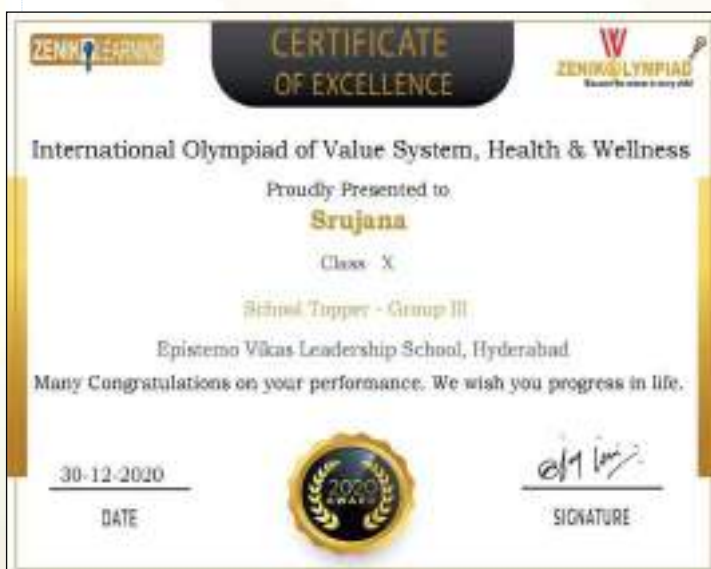 ZENIK LEARNING
CERTIFICATE
OF EXCELLENCE
ZENIK OLYMPIAD
International Olympiad of Value System, Health & Wellness
Proudly Presented to
Srujana
Class X
School Topper - Group III
Epistemo Vikas Leadership School, Hyderabad
Many Congratulations on your performance. We wish you progress in life.
30-12-2020
DATE
2020
AWARD
SIGNATURE